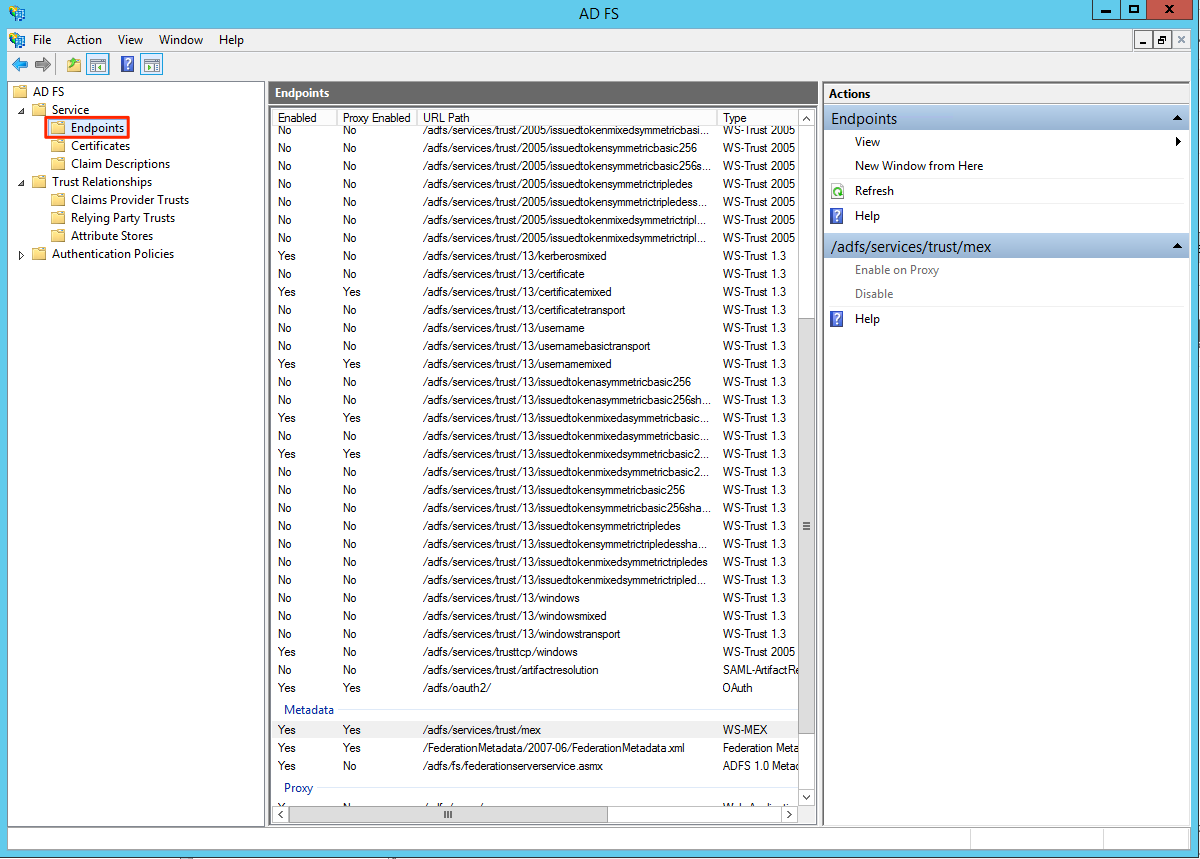 AD FS
File Action View Window Help
AD FS
Service
Endpoints
Certificates
Claim Descriptions
Trust Relationships
Claims Provider Trusts
Relying Party Trusts
Attribute Stores
Authentication Policies
Endpoints
Enabled Proxy Enabled URL Path Type
No No /adfs/services/trust/2005/issuedtokenmixedsymmetricbasi... WS-Trust 2005
No No /adfs/services/trust/2005/issuedtokensymmetricbasic256 WS-Trust 2005
No No /adfs/services/trust/2005/issuedtokensymmetricbasic256s... WS-Trust 2005
No No /adfs/services/trust/2005/issuedtokensymmetrictripledes WS-Trust 2005
No No /adfs/services/trust/2005/issuedtokensymmetrictripledess... WS-Trust 2005
No No /adfs/services/trust/2005/issuedtokenmixedsymmetrictripl... WS-Trust 2005
No No /adfs/services/trust/2005/issuedtokenmixedsymmetrictripl... WS-Trust 2005
Yes No /adfs/services/trust/13/kerberosmixed WS-Trust 1.3
No No /adfs/services/trust/13/certificate WS-Trust 1.3
Yes Yes /adfs/services/trust/13/certificatemixed WS-Trust 1.3
No No /adfs/services/trust/13/certificatetransport WS-Trust 1.3
No No /adfs/services/trust/13/username WS-Trust 1.3
No No /adfs/services/trust/13/usernamebasictransport WS-Trust 1.3
Yes Yes /adfs/services/trust/13/usernamemixed WS-Trust 1.3
No No /adfs/services/trust/13/issuedtokenasymmetricbasic256 WS-Trust 1.3
No No /adfs/services/trust/13/issuedtokenasymmetricbasic256sh... WS-Trust 1.3
Yes Yes /adfs/services/trust/13/issuedtokenmixedasymmetricbasic... WS-Trust 1.3
No No /adfs/services/trust/13/issuedtokenmixedasymmetricbasic... WS-Trust 1.3
Yes Yes /adfs/services/trust/13/issuedtokenmixedsymmetricbasic2... WS-Trust 1.3
No No /adfs/services/trust/13/issuedtokenmixedsymmetricbasic2... WS-Trust 1.3
No No /adfs/services/trust/13/issuedtokensymmetricbasic256 WS-Trust 1.3
No No /adfs/services/trust/13/issuedtokensymmetricbasic256sha... WS-Trust 1.3
No No /adfs/services/trust/13/issuedtokensymmetrictripledes WS-Trust 1.3
No No /adfs/services/trust/13/issuedtokensymmetrictripledessha... WS-Trust 1.3
No No /adfs/services/trust/13/issuedtokenmixedsymmetrictripledes WS-Trust 1.3
No No /adfs/services/trust/13/issuedtokenmixedsymmetrictripled... WS-Trust 1.3
No No /adfs/services/trust/13/windows WS-Trust 1.3
No No /adfs/services/trust/13/windowsmixed WS-Trust 1.3
No No /adfs/services/trust/13/windowstransport WS-Trust 1.3
Yes No /adfs/services/trusttcp/windows WS-Trust 2005
No No /adfs/services/trust/artifactresolution SAML-ArtifactRe
Yes Yes /adfs/oauth2/ OAuth
Metadata
Yes Yes /adfs/services/trust/mex WS-MEX
Yes Yes /FederationMetadata/2007-06/FederationMetadata.xml Federation Meta
Yes No /adfs/fs/federationserverservice.asmx ADFS 1.0 Metad
Proxy
Actions
Endpoints
View
New Window from Here
Refresh
Help
/adfs/services/trust/mex
Enable on Proxy
Disable
Help